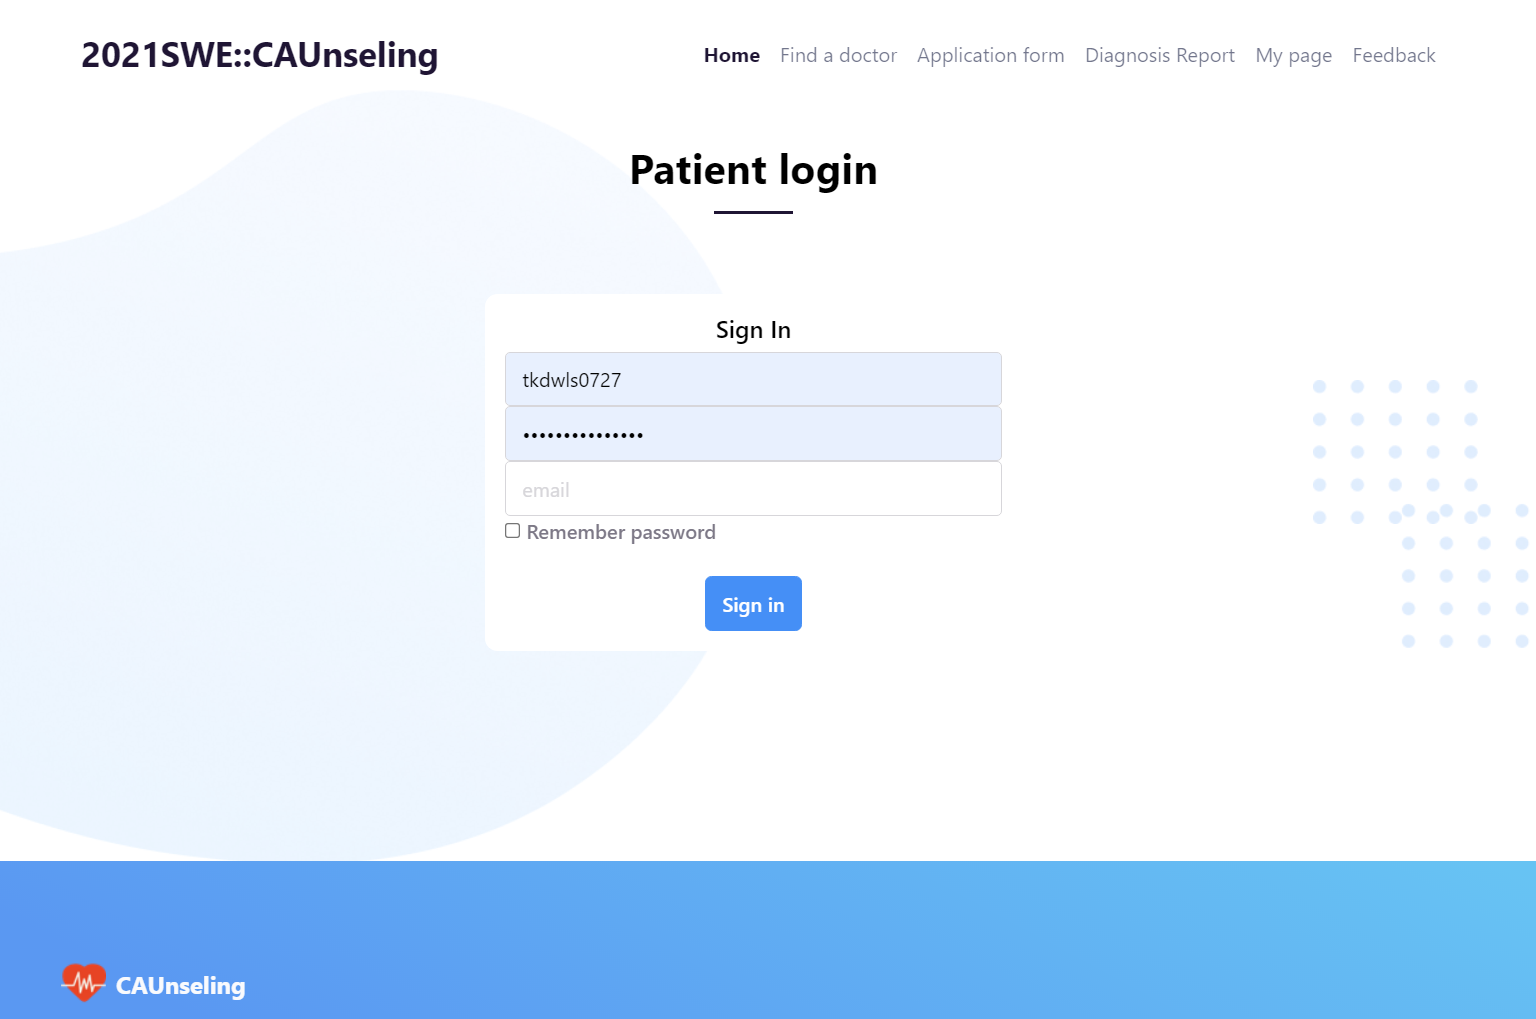 2021SWE::CAUnseling
Home Find a doctor Application form Diagnosis Report My page Feedback
Patient login
Sign In
tkdwls0727
•••••••••••••••
email
Remember password
Sign in
CAUnseling